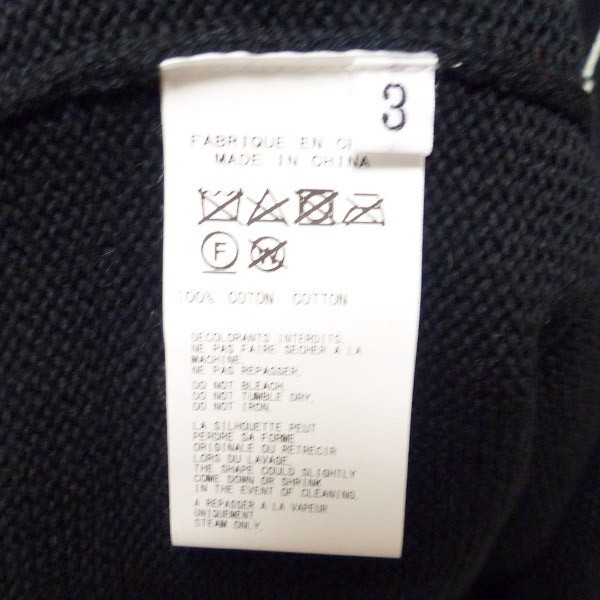 3
FABRIQUE EN
MADE IN CHINA
F
W
100% COTON COTTON
DECOLORANTS INTERDITS.
NE PAS FAIRE SECHER A LA
MACHINE.
NE PAS REPASSER.
DO NOT BLEACH
DO NOT TUMBLE DRY.
DO NOT IRON.
LA SILHOUETTE PEUT
PERDRE SA FORME
ORIGINALE OU RETRECIR
LORS DU LAVAGE.
THE SHAPE COULD SLIGHTLY
COME DOWN OR SHRINK
IN THE EVENT OF CLEANING.
A REPASSER A LA VAPEUR
UNIQUEMENT
STEAM ONLY.